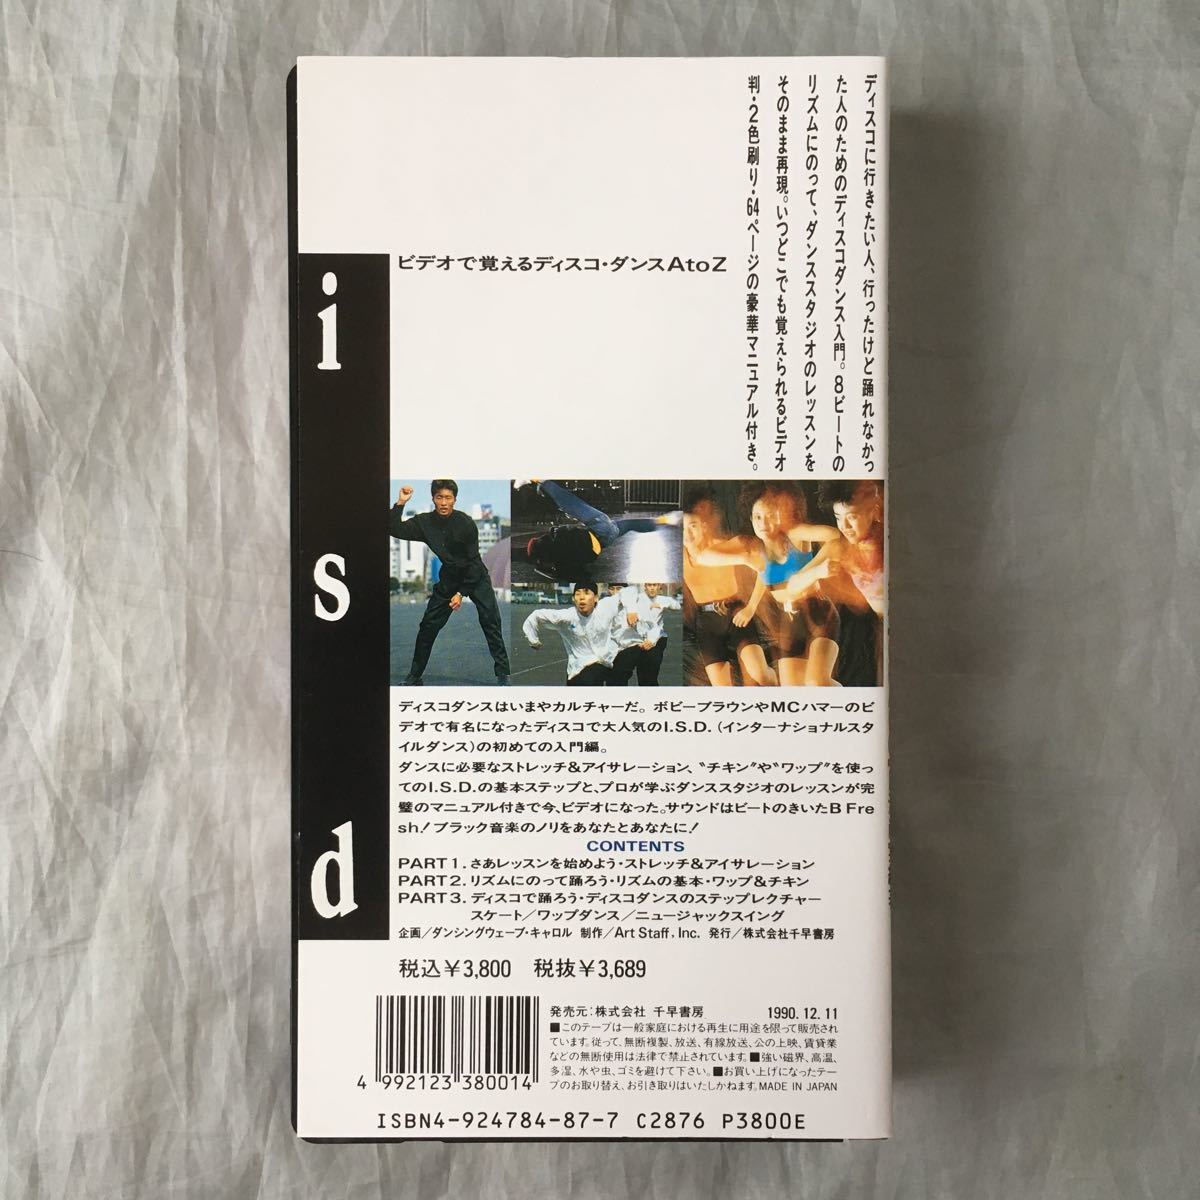 ディスコに行きたい人、行ったけど踊れなかっ
た人のためのディスコダンス入門。8ビートの
リズムにのって、ダンススタジオのレッスンを
そのまま再現。いつどこでも覚えられるビデオ
判・2色刷り・64ページの豪華マニュアル付き。
ビデオで覚えるディスコ・ダンスAtoZ
i
s
d
ディスコダンスはいまやカルチャーだ。ボビーブラウンやMCハマーのビ
デオで有名になったディスコで大人気のI.S.D.(インターナショナルスタ
イルダンス)の初めての入門編。
ダンスに必要なストレッチ&アイサレーション、“チキン”や“ワップ”を使っ
てのI.S.D.の基本ステップと、プロが学ぶダンススタジオのレッスンが完
璧のマニュアル付きで今、ビデオになった。サウンドはビートのきいたB Fre
sh!ブラック音楽のノリをあなたとあなたに!
CONTENTS
PART1.さあレッスンを始めよう・ストレッチ&アイサレーション
PART2.リズムにのって踊ろう・リズムの基本・ワップ&チキン
PART3.ディスコで踊ろう・ディスコダンスのステップレクチャー
スケート/ワップダンス/ニュージャックスイング
企画/ダンシングウェーブ・キャロル 制作/Art Staff, Inc. 発行/株式会社千早書房
税込¥3,800 税抜¥3,689
発売元:株式会社 千早書房 1990.12.11
■このテープは一般家庭における再生に用途を限って販売され
ています。従って、無断複製、放送、有線放送、公の上映、賃貸業
などの無断使用は法律で禁止されています。■強い磁界、高温、
多湿、水や虫、ゴミを避けて下さい。■お買い上げになったテー
プのお取り替え、お引き取りはいたしかねます。MADE IN JAPAN
4 992123 380014
ISBN4-924784-87-7 C2876 P3800E